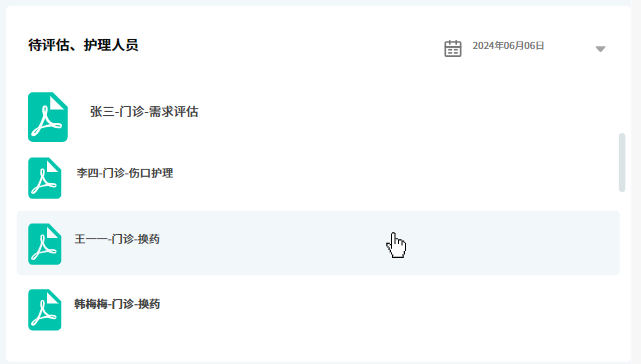 待评估、护理人员
2024年06月06日
张三-门诊-需求评估
李四-门诊-伤口护理
王一一-门诊-换药
韩梅梅-门诊-换药